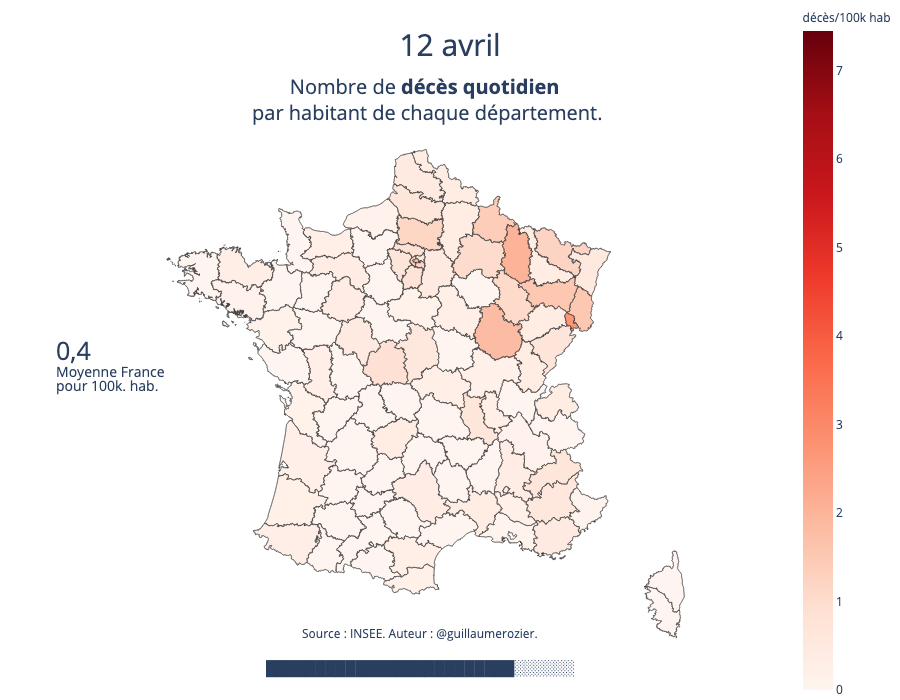 décès/100k hab
12 avril
Nombre de décès quotidien
par habitant de chaque département.
7
6
5
4
3
2
1
0
0,4
Moyenne France
pour 100k. hab.
Source : INSEE. Auteur : @guillaumerozier.